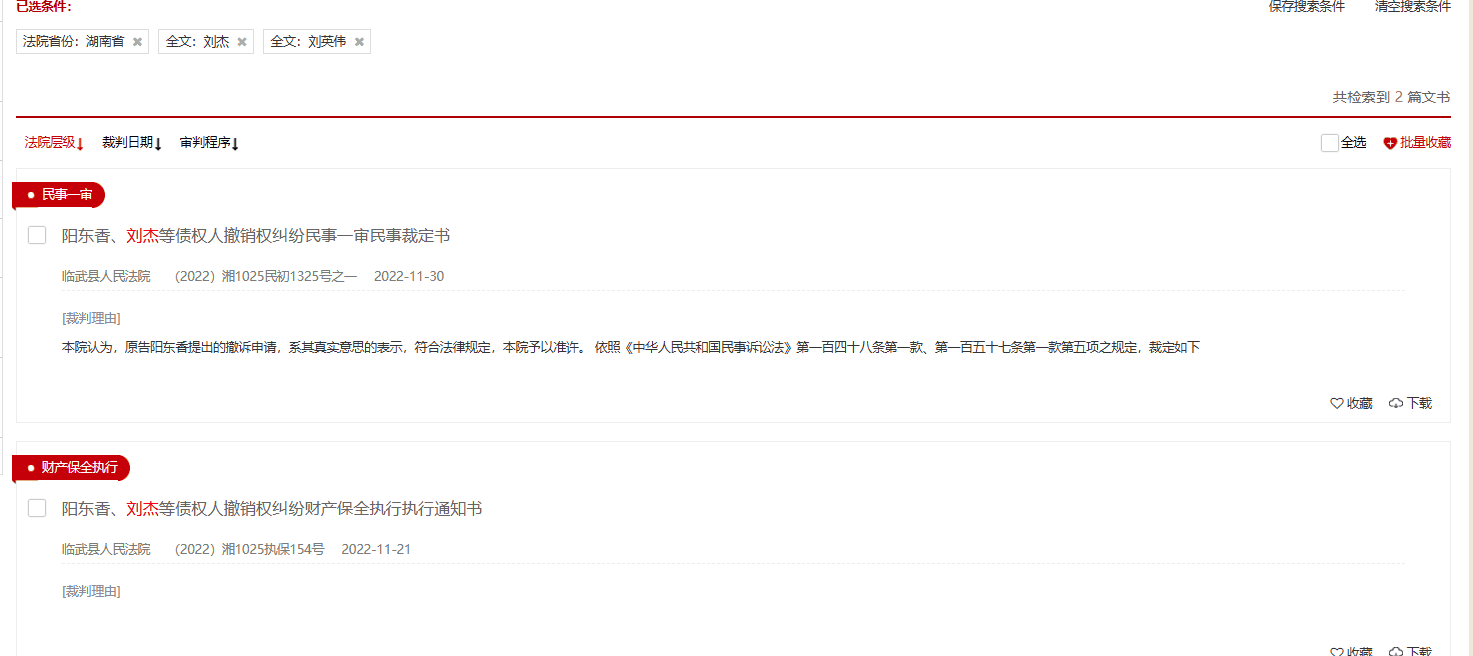 已选条件：
保存搜索条件 清空搜索条件
法院省份：湖南省 全文：刘杰 全文：刘英伟
共检索到 2 篇文书
法院层级 裁判日期 审判程序
全选 批量收藏
民事一审
阳东香、刘杰等债权人撤销权纠纷民事一审民事裁定书
临武县人民法院 （2022）湘1025民初1325号之一 2022-11-30
[裁判理由]
本院认为，原告阳东香提出的撤诉申请，系其真实意思的表示，符合法律规定，本院予以准许。 依照《中华人民共和国民事诉讼法》第一百四十八条第一款、第一百五十七条第一款第五项之规定，裁定如下
收藏 下载
财产保全执行
阳东香、刘杰等债权人撤销权纠纷财产保全执行执行通知书
临武县人民法院 （2022）湘1025执保154号 2022-11-21
[裁判理由]
收藏 下载